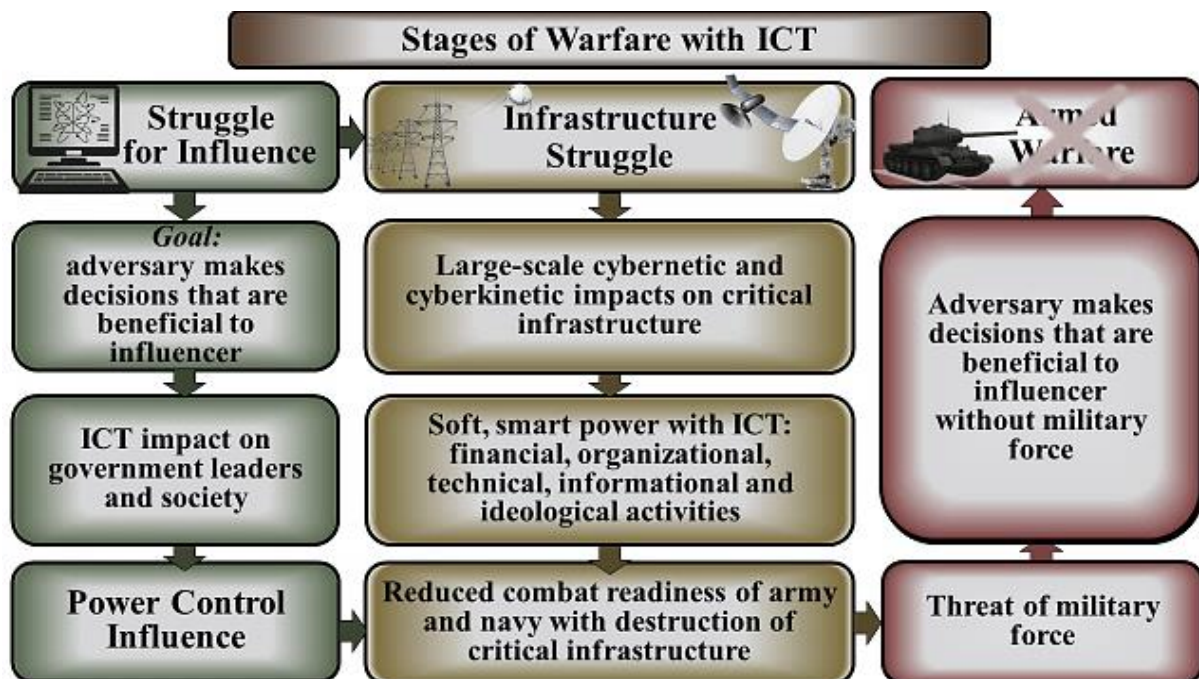 Stages of Warfare with ICT
Struggle
for Influence
Infrastructure
Struggle
Armed
Warfare
Goal:
adversary makes
decisions that are
beneficial to
influencer
Large-scale cybernetic and
cyberkinetic impacts on critical
infrastructure
Adversary makes
decisions that are
beneficial to
influencer
without military
force
ICT impact on
government leaders
and society
Soft, smart power with ICT:
financial, organizational,
technical, informational and
ideological activities
Power Control
Influence
Reduced combat readiness of army
and navy with destruction of
critical infrastructure
Threat of military
force